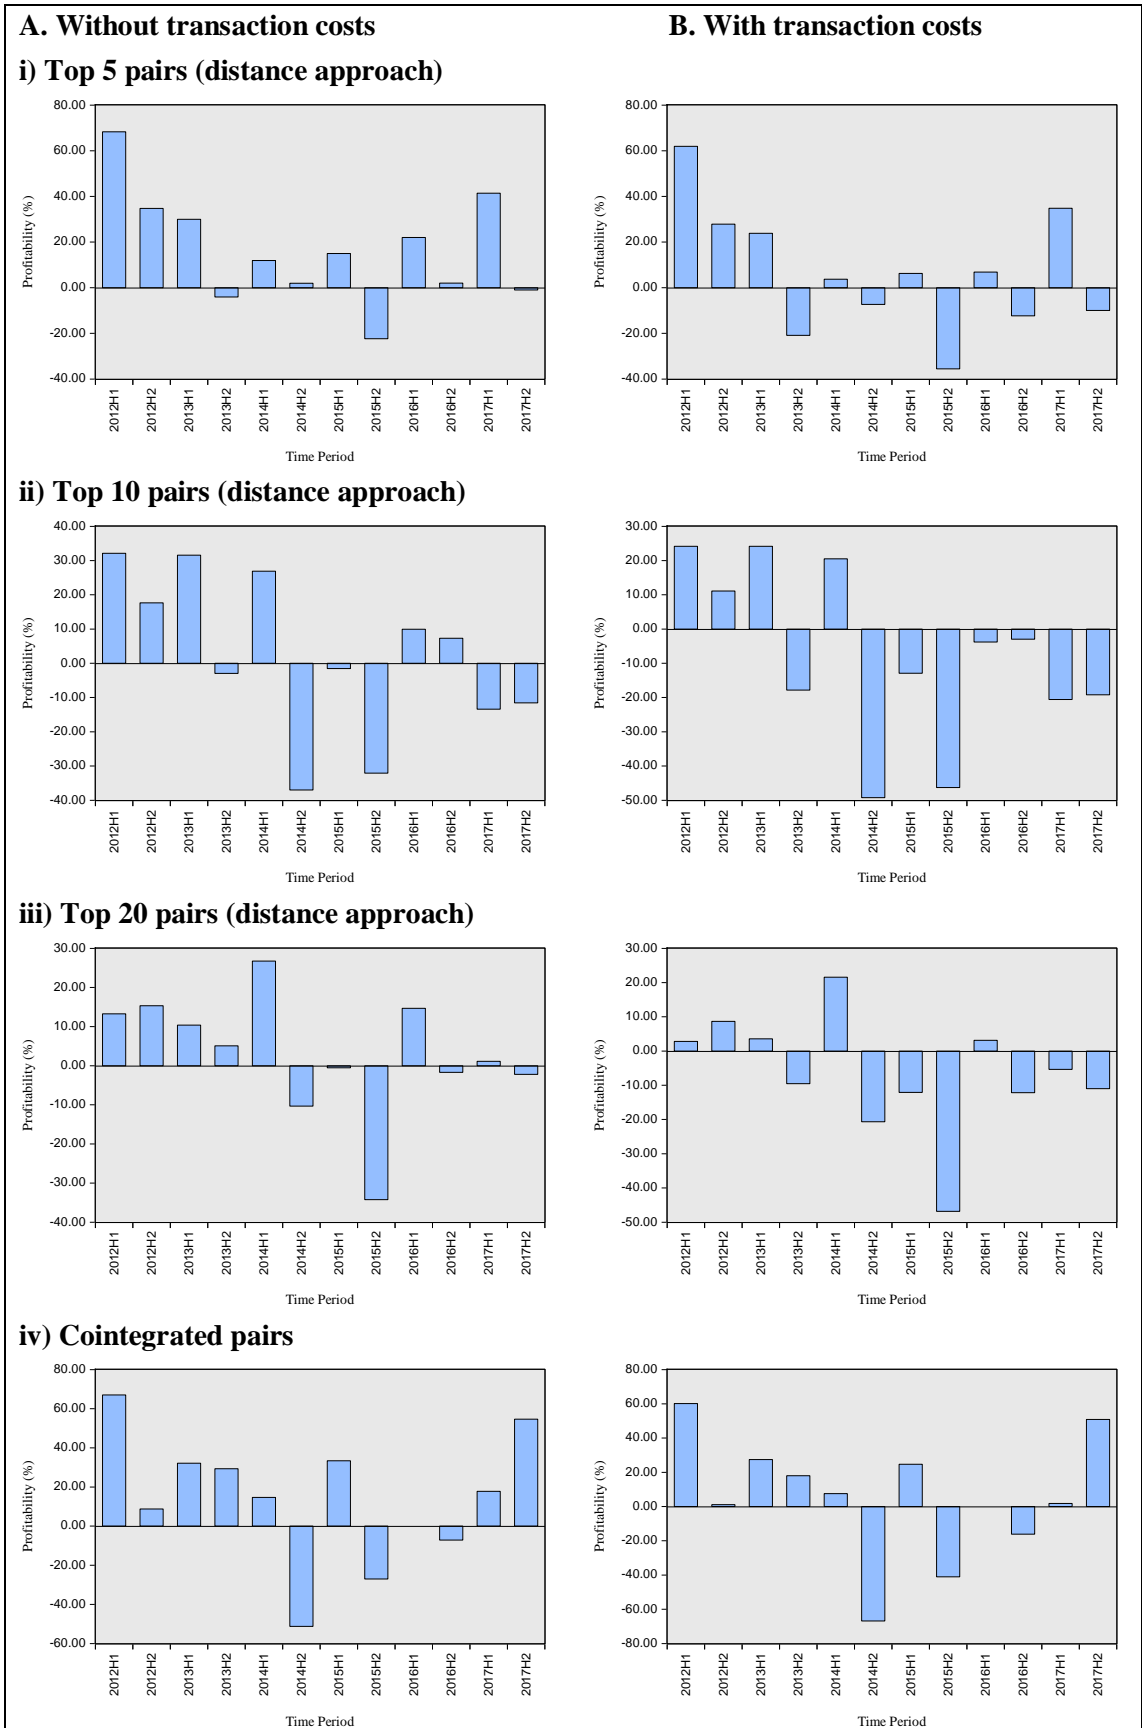 A. Without transaction costs
B. With transaction costs
i) Top 5 pairs (distance approach)
80.00
60.00
40.00
20.00
0.00
-20.00
-40.00
Profitability (%)
2012H1
2012H2
2013H1
2013H2
2014H1
2014H2
2015H1
2015H2
2016H1
2016H2
2017H1
2017H2
Time Period
80.00
60.00
40.00
20.00
0.00
-20.00
-40.00
Profitability (%)
2012H1
2012H2
2013H1
2013H2
2014H1
2014H2
2015H1
2015H2
2016H1
2016H2
2017H1
2017H2
Time Period
ii) Top 10 pairs (distance approach)
40.00
30.00
20.00
10.00
0.00
-10.00
-20.00
-30.00
-40.00
Profitability (%)
2012H1
2012H2
2013H1
2013H2
2014H1
2014H2
2015H1
2015H2
2016H1
2016H2
2017H1
2017H2
Time Period
30.00
20.00
10.00
0.00
-10.00
-20.00
-30.00
-40.00
-50.00
Profitability (%)
2012H1
2012H2
2013H1
2013H2
2014H1
2014H2
2015H1
2015H2
2016H1
2016H2
2017H1
2017H2
Time Period
iii) Top 20 pairs (distance approach)
30.00
20.00
10.00
0.00
-10.00
-20.00
-30.00
-40.00
Profitability (%)
2012H1
2012H2
2013H1
2013H2
2014H1
2014H2
2015H1
2015H2
2016H1
2016H2
2017H1
2017H2
Time Period
30.00
20.00
10.00
0.00
-10.00
-20.00
-30.00
-40.00
-50.00
Profitability (%)
2012H1
2012H2
2013H1
2013H2
2014H1
2014H2
2015H1
2015H2
2016H1
2016H2
2017H1
2017H2
Time Period
iv) Cointegrated pairs
80.00
60.00
40.00
20.00
0.00
-20.00
-40.00
-60.00
Profitability (%)
2012H1
2012H2
2013H1
2013H2
2014H1
2014H2
2015H1
2015H2
2016H1
2016H2
2017H1
2017H2
Time Period
80.00
60.00
40.00
20.00
0.00
-20.00
-40.00
-60.00
-80.00
Profitability (%)
2012H1
2012H2
2013H1
2013H2
2014H1
2014H2
2015H1
2015H2
2016H1
2016H2
2017H1
2017H2
Time Period